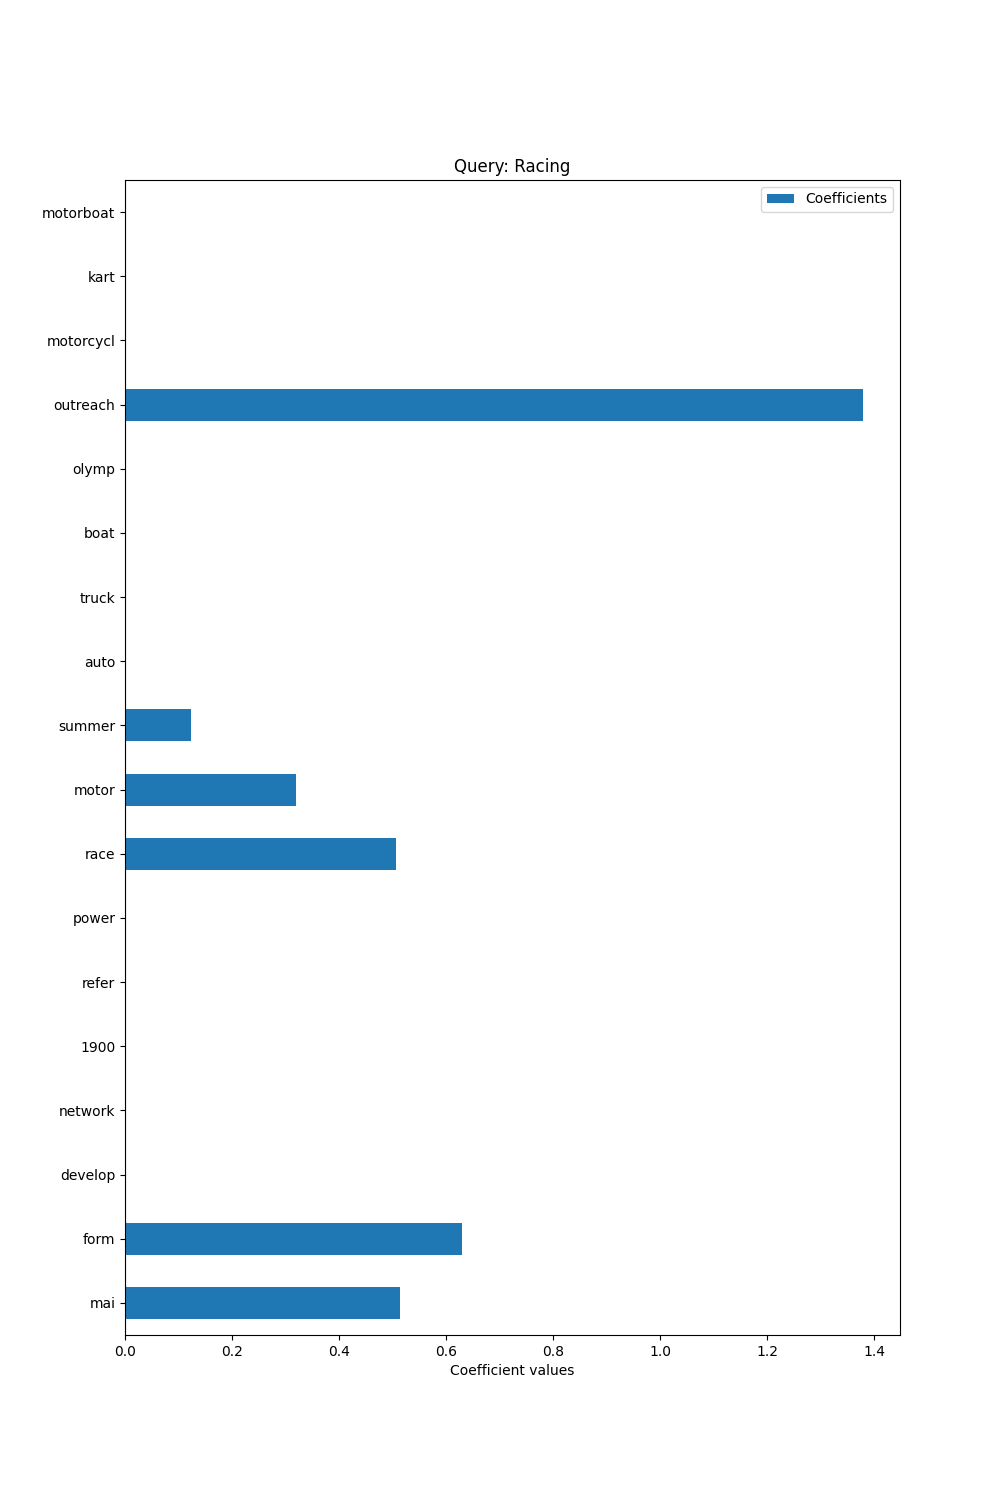 Query: Racing
Coefficients
motorboat
kart
motorcycl
outreach
olymp
boat
truck
auto
summer
motor
race
power
refer
1900
network
develop
form
mai
0.0 0.2 0.4 0.6 0.8 1.0 1.2 1.4
Coefficient values